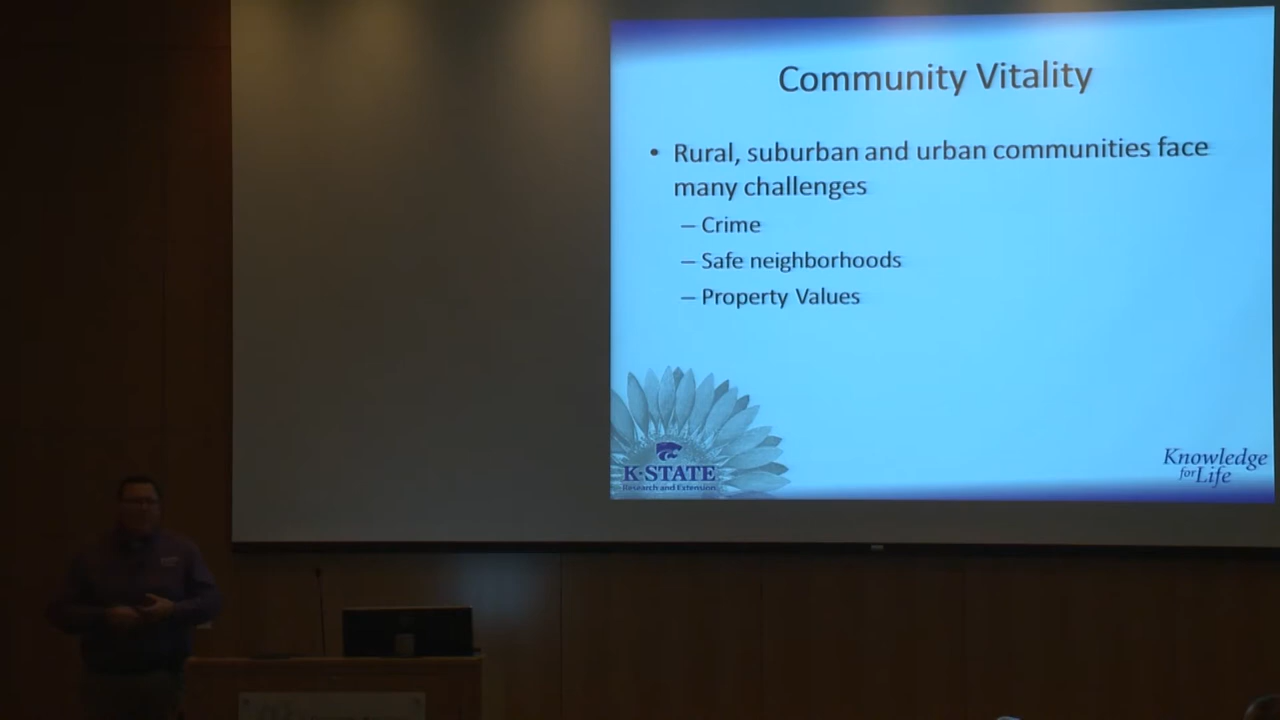 Community Vitality
• Rural, suburban and urban communities face
many challenges
– Crime
– Safe neighborhoods
– Property Values
K-STATE
Research and Extension
Knowledge
for Life